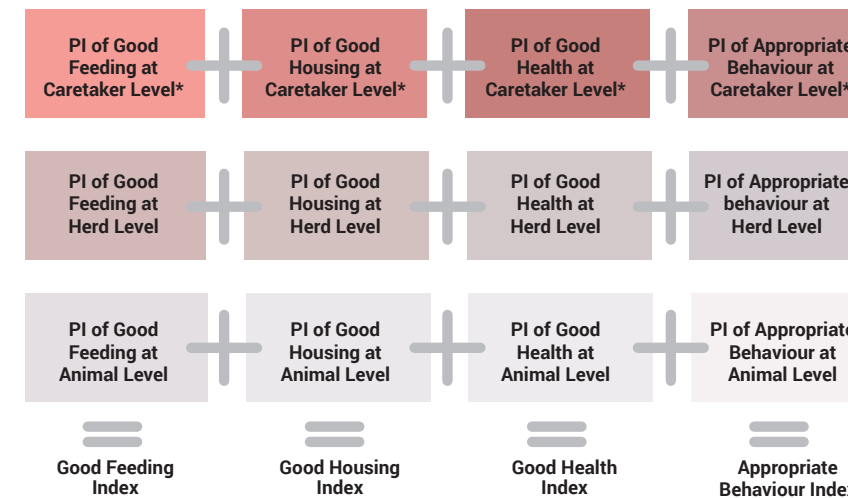 PI of Good
Feeding at
Caretaker Level*
PI of Good
Housing at
Caretaker Level*
PI of Good
Health at
Caretaker Level*
PI of Appropriate
Behaviour at
Caretaker Level*
PI of Good
Feeding at
Herd Level
PI of Good
Housing at
Herd Level
PI of Good
Health at
Herd Level
PI of Appropriate
behaviour at
Herd Level
PI of Good
Feeding at
Animal Level
PI of Good
Housing at
Animal Level
PI of Good
Health at
Animal Level
PI of Appropriate
Behaviour at
Animal Level
Good Feeding
Index
Good Housing
Index
Good Health
Index
Appropriate
Behaviour Index